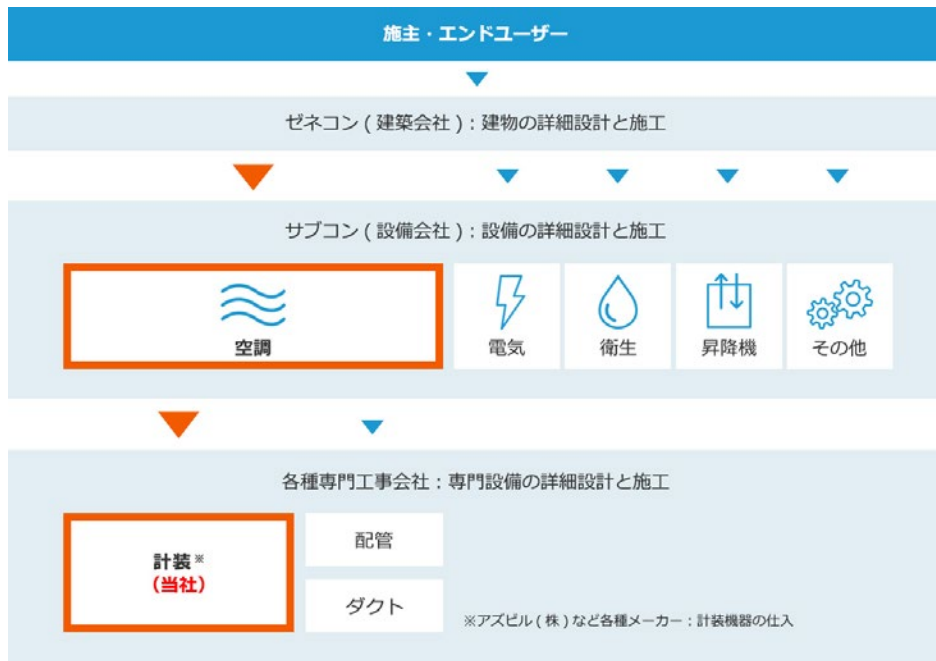 施主・エンドユーザー
ゼネコン ( 建築会社 ) : 建物の詳細設計と施工
サブコン ( 設備会社 ) : 設備の詳細設計と施工
空調
電気
衛生
昇降機
その他
各種専門工事会社 : 専門設備の詳細設計と施工
計装※
(当社)
配管
ダクト
※アズビル ( 株 ) など各種メーカー : 計装機器の仕入